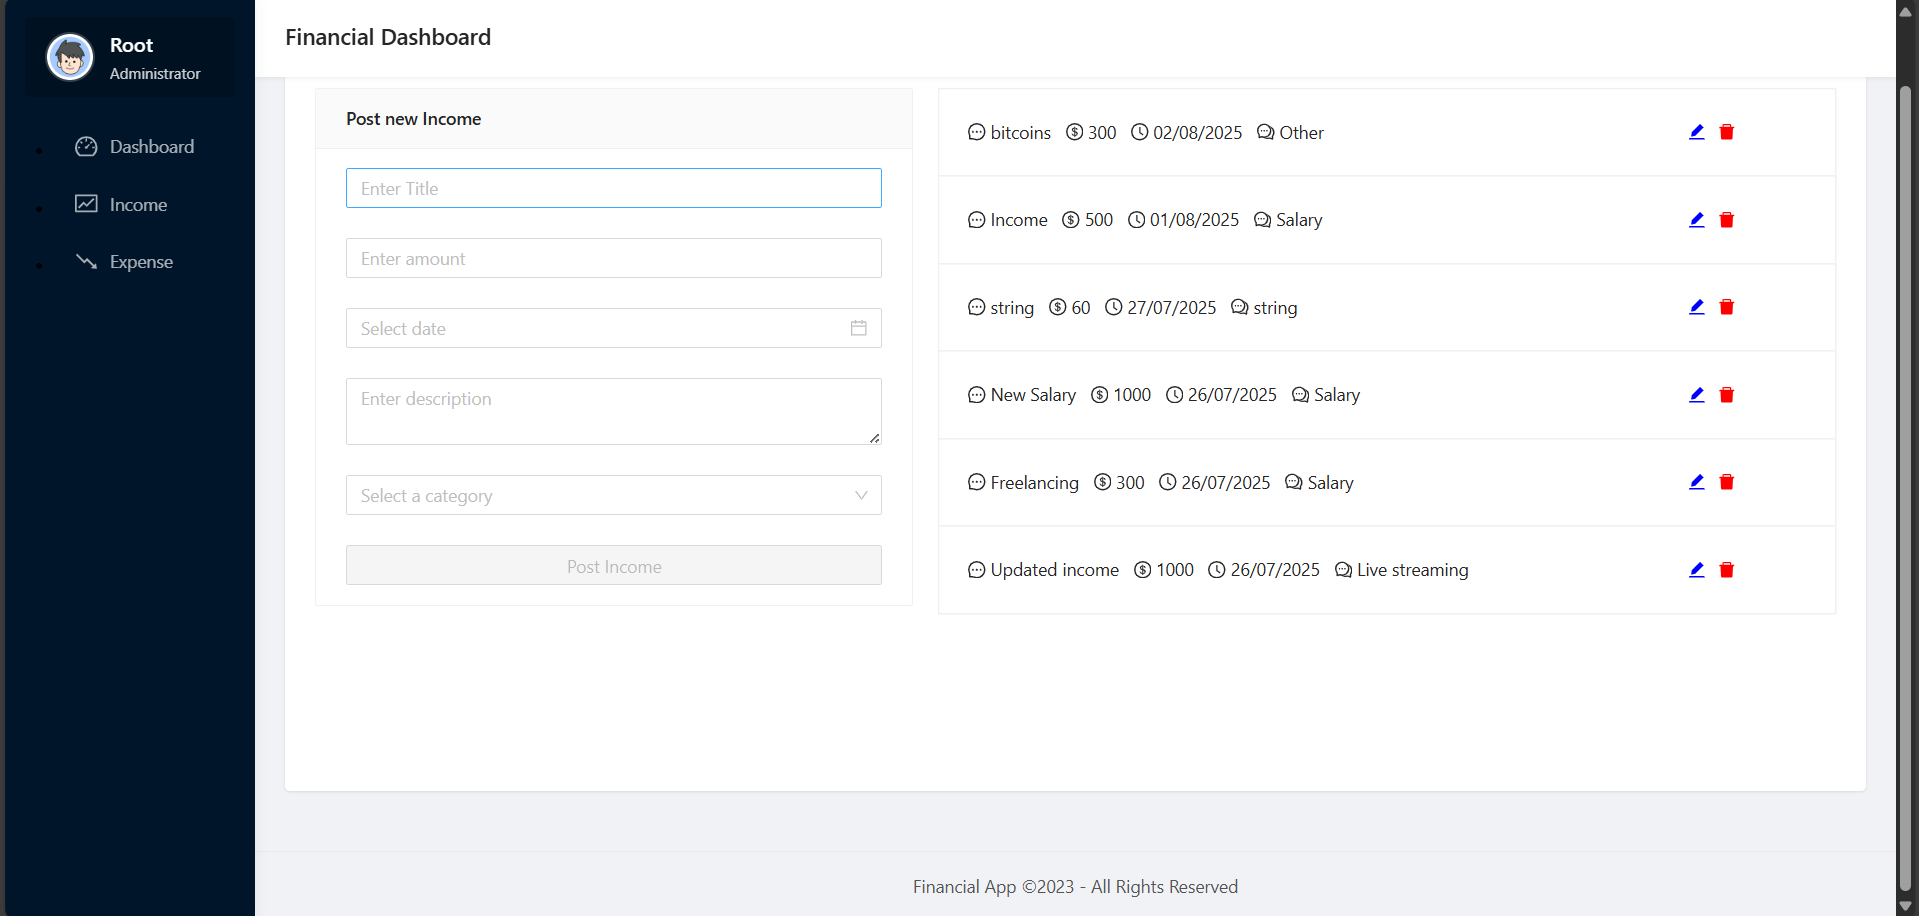 Root
Administrator
Dashboard
Income
Expense
Financial Dashboard
Post new Income
Enter Title
Enter amount
Select date
Enter description
Select a category
Post Income
bitcoins 300 02/08/2025 Other
Income 500 01/08/2025 Salary
string 60 27/07/2025 string
New Salary 1000 26/07/2025 Salary
Freelancing 300 26/07/2025 Salary
Updated income 1000 26/07/2025 Live streaming
Financial App ©2023 - All Rights Reserved